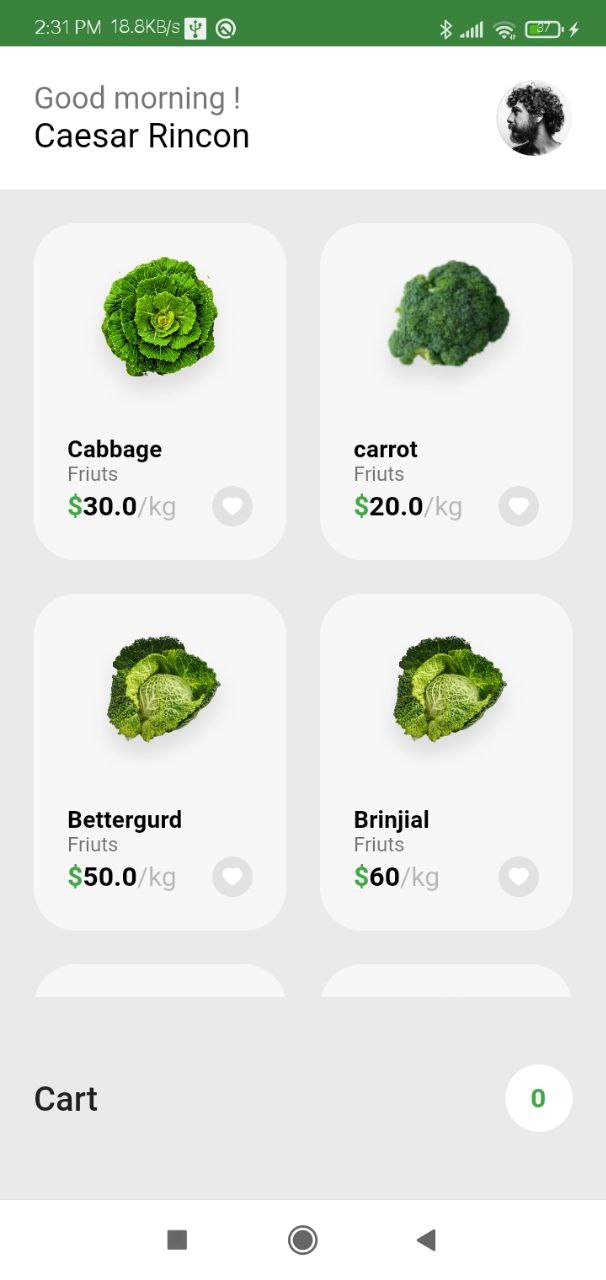 2:31 PM 18.8KB/s
37
Good morning !
Caesar Rincon
Cabbage
Friuts
$30.0/kg
carrot
Friuts
$20.0/kg
Bettergurd
Friuts
$50.0/kg
Brinjial
Friuts
$60/kg
Cart
0